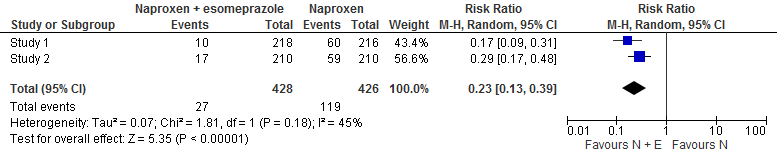 Naproxen + esomeprazole Naproxen Risk Ratio Risk Ratio
Study or Subgroup Events Total Events Total Weight M-H, Random, 95% CI M-H, Random, 95% CI
Study 1 10 218 60 216 43.4% 0.17 [0.09, 0.31]
Study 2 17 210 59 210 56.6% 0.29 [0.17, 0.48]
Total (95% CI) 428 426 100.0% 0.23 [0.13, 0.39]
Total events 27 119
Heterogeneity: Tau² = 0.07; Chi² = 1.81, df = 1 (P = 0.18); I² = 45%
Test for overall effect: Z = 5.35 (P < 0.00001)
0.01 0.1 1 10 100
Favours N + E Favours N